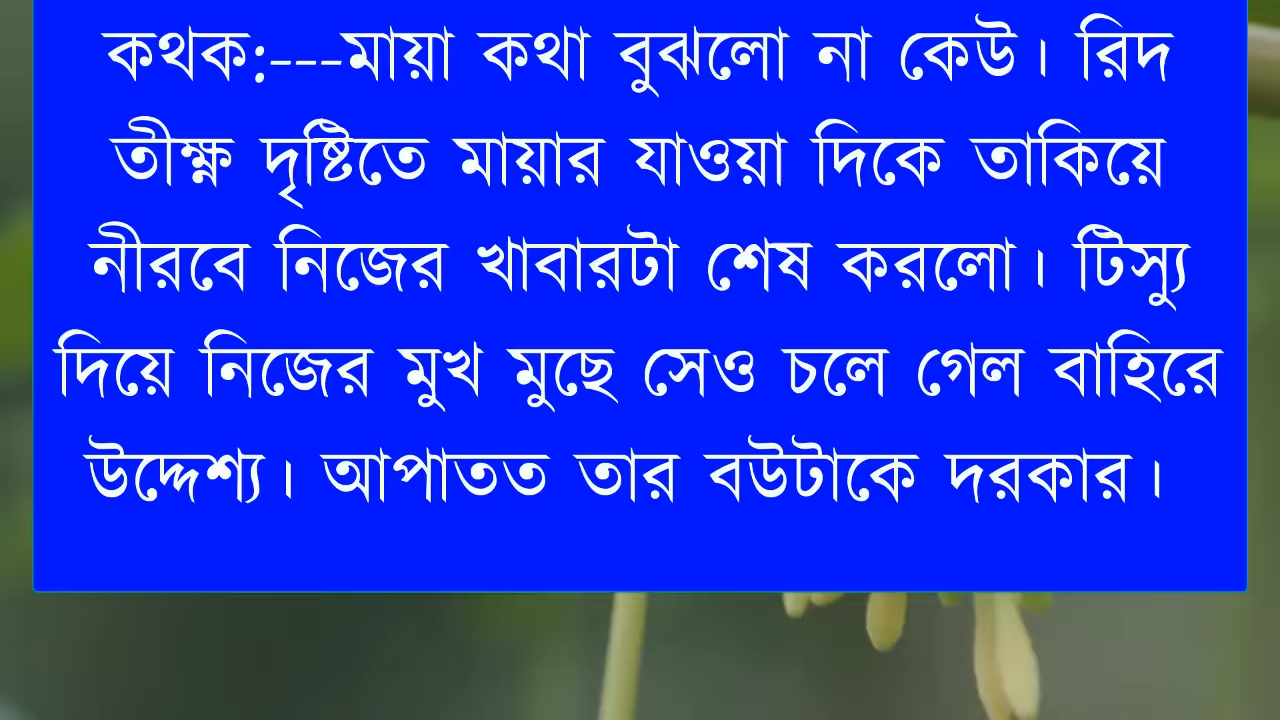 কথক:---মায়া কথা বুঝলো না কেউ। রিদ
তীক্ষ্ণ দৃষ্টিতে মায়ার যাওয়া দিকে তাকিয়ে
নীরবে নিজের খাবারটা শেষ করলো। টিস্যু
দিয়ে নিজের মুখ মুছে সেও চলে গেল বাহিরে
উদ্দেশ্য। আপাতত তার বউটাকে দরকার।